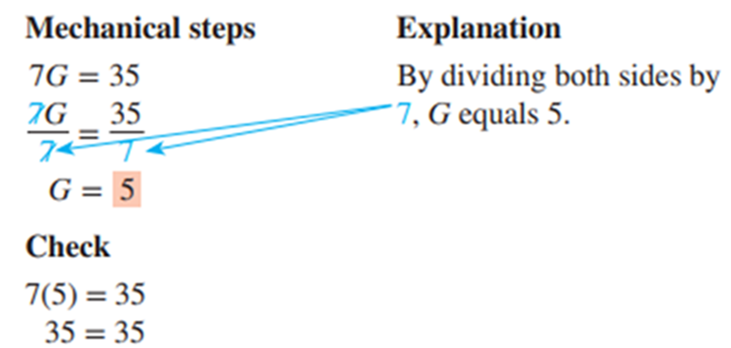 Mechanical steps
7G = 35
7G/7 = 35/7
G = 5
Explanation
By dividing both sides by
7, G equals 5.
Check
7(5) = 35
35 = 35